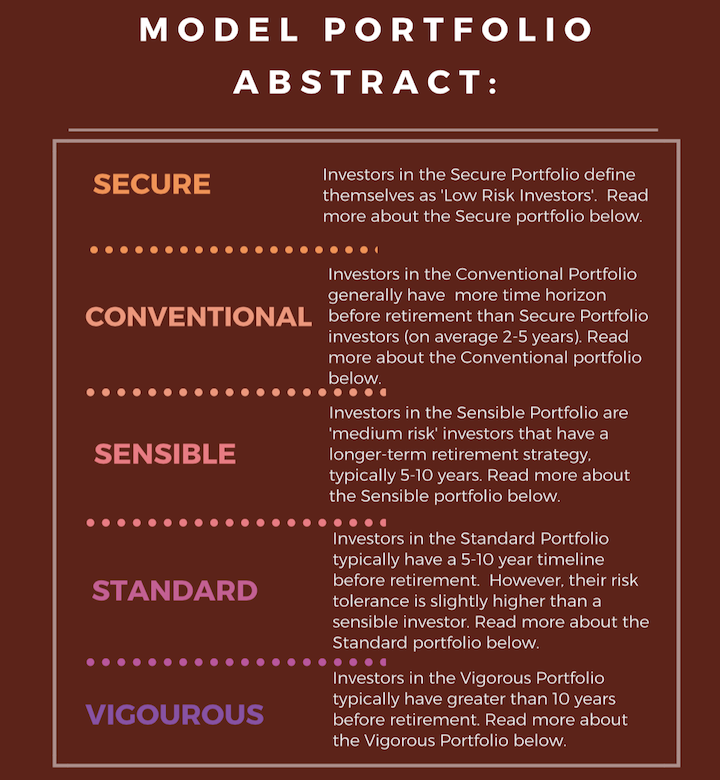 MODEL PORTFOLIO
ABSTRACT:
SECURE
Investors in the Secure Portfolio define
themselves as 'Low Risk Investors'.  Read
more about the Secure portfolio below.
CONVENTIONAL
Investors in the Conventional Portfolio
generally have  more time horizon
before retirement than Secure Portfolio
investors (on average 2-5 years). Read
more about the Conventional portfolio
below.
SENSIBLE
Investors in the Sensible Portfolio are
'medium risk' investors that have a
longer-term retirement strategy,
typically 5-10 years. Read more about
the Sensible portfolio below.
STANDARD
Investors in the Standard Portfolio
typically have a 5-10 year timeline
before retirement.  However, their risk
tolerance is slightly higher than a
sensible investor. Read more about the
Standard portfolio below.
VIGOUROUS
Investors in the Vigorous Portfolio
typically have greater than 10 years
before retirement. Read more about
the Vigorous Portfolio below.